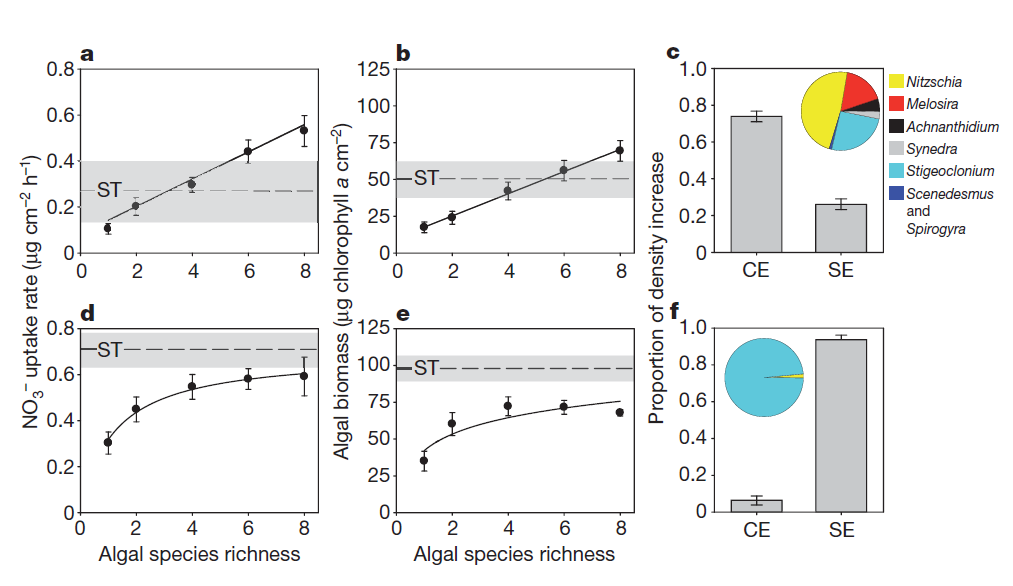 a
0.8
0.6
0.4
0.2
0
ST
0 2 4 6 8
b
125
100
75
50
25
0
ST
0 2 4 6 8
c
1.0
0.8
0.6
0.4
0.2
0
CE SE
Nitzschia
Melosira
Achnanthidium
Synedra
Stigeoclonium
Scenedesmus
and
Spirogyra
NO3− uptake rate (μg cm−2 h−1)
Algal biomass (μg chlorophyll a cm−2)
Proportion of density increase
d
0.8
0.6
0.4
0.2
0
ST
0 2 4 6 8
Algal species richness
e
125
100
75
50
25
0
ST
0 2 4 6 8
Algal species richness
f
1.0
0.8
0.6
0.4
0.2
0
CE SE